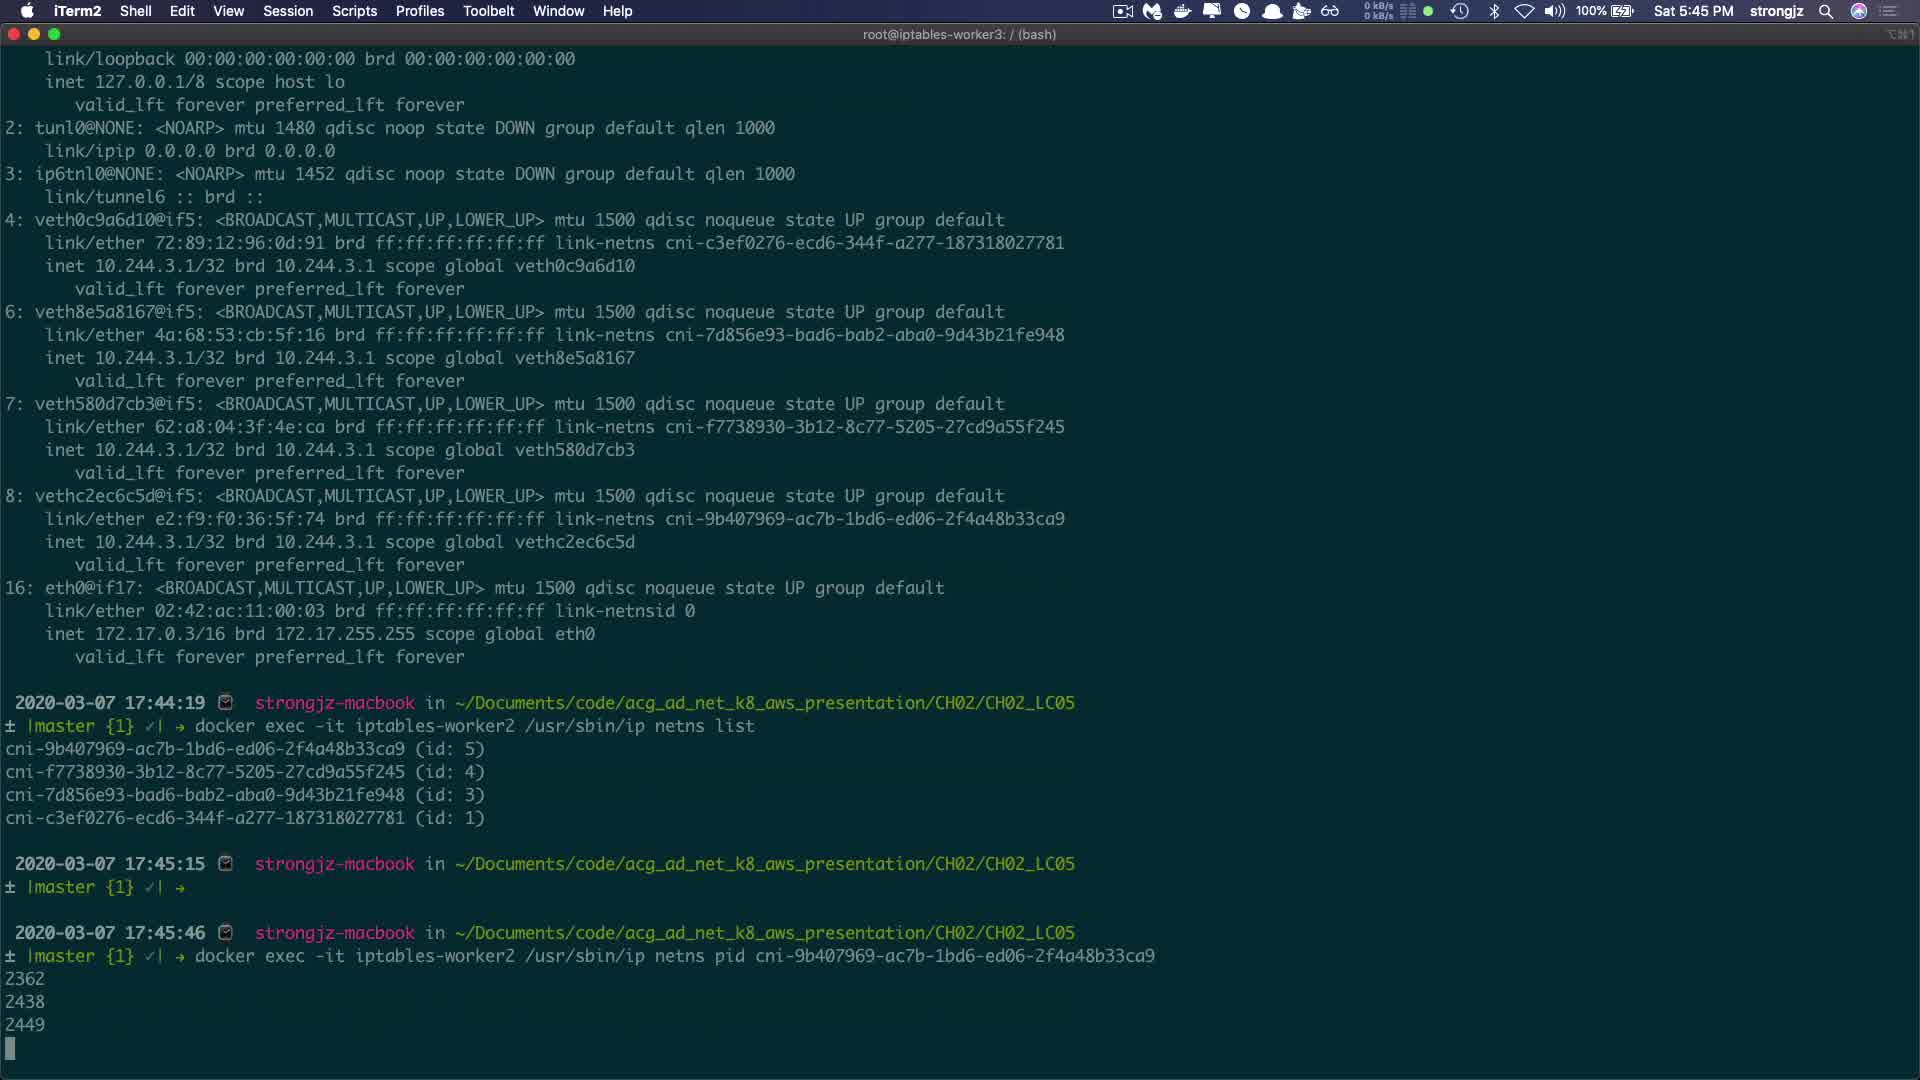 iTerm2 Shell Edit View Session Scripts Profiles Toolbelt Window Help 0 kB/s 0 kB/s 100% Sat 5:45 PM strongjz
root@iptables-worker3: / (bash) ⌥⌘1
link/loopback 00:00:00:00:00:00 brd 00:00:00:00:00:00
inet 127.0.0.1/8 scope host lo
valid_lft forever preferred_lft forever
2: tunl0@NONE: <NOARP> mtu 1480 qdisc noop state DOWN group default qlen 1000
link/ipip 0.0.0.0 brd 0.0.0.0
3: ip6tnl0@NONE: <NOARP> mtu 1452 qdisc noop state DOWN group default qlen 1000
link/tunnel6 :: brd ::
4: veth0c9a6d10@if5: <BROADCAST,MULTICAST,UP,LOWER_UP> mtu 1500 qdisc noqueue state UP group default
link/ether 72:89:12:96:0d:91 brd ff:ff:ff:ff:ff:ff link-netns cni-c3ef0276-ecd6-344f-a277-187318027781
inet 10.244.3.1/32 brd 10.244.3.1 scope global veth0c9a6d10
valid_lft forever preferred_lft forever
6: veth8e5a8167@if5: <BROADCAST,MULTICAST,UP,LOWER_UP> mtu 1500 qdisc noqueue state UP group default
link/ether 4a:68:53:cb:5f:16 brd ff:ff:ff:ff:ff:ff link-netns cni-7d856e93-bad6-bab2-aba0-9d43b21fe948
inet 10.244.3.1/32 brd 10.244.3.1 scope global veth8e5a8167
valid_lft forever preferred_lft forever
7: veth580d7cb3@if5: <BROADCAST,MULTICAST,UP,LOWER_UP> mtu 1500 qdisc noqueue state UP group default
link/ether 62:a8:04:3f:4e:ca brd ff:ff:ff:ff:ff:ff link-netns cni-f7738930-3b12-8c77-5205-27cd9a55f245
inet 10.244.3.1/32 brd 10.244.3.1 scope global veth580d7cb3
valid_lft forever preferred_lft forever
8: vethc2ec6c5d@if5: <BROADCAST,MULTICAST,UP,LOWER_UP> mtu 1500 qdisc noqueue state UP group default
link/ether e2:f9:f0:36:5f:74 brd ff:ff:ff:ff:ff:ff link-netns cni-9b407969-ac7b-1bd6-ed06-2f4a48b33ca9
inet 10.244.3.1/32 brd 10.244.3.1 scope global vethc2ec6c5d
valid_lft forever preferred_lft forever
16: eth0@if17: <BROADCAST,MULTICAST,UP,LOWER_UP> mtu 1500 qdisc noqueue state UP group default
link/ether 02:42:ac:11:00:03 brd ff:ff:ff:ff:ff:ff link-netnsid 0
inet 172.17.0.3/16 brd 172.17.255.255 scope global eth0
valid_lft forever preferred_lft forever
2020-03-07 17:44:19 strongjz-macbook in ~/Documents/code/acg_ad_net_k8_aws_presentation/CH02/CH02_LC05
± |master {1} ✓| → docker exec -it iptables-worker2 /usr/sbin/ip netns list
cni-9b407969-ac7b-1bd6-ed06-2f4a48b33ca9 (id: 5)
cni-f7738930-3b12-8c77-5205-27cd9a55f245 (id: 4)
cni-7d856e93-bad6-bab2-aba0-9d43b21fe948 (id: 3)
cni-c3ef0276-ecd6-344f-a277-187318027781 (id: 1)
2020-03-07 17:45:15 strongjz-macbook in ~/Documents/code/acg_ad_net_k8_aws_presentation/CH02/CH02_LC05
± |master {1} ✓| →
2020-03-07 17:45:46 strongjz-macbook in ~/Documents/code/acg_ad_net_k8_aws_presentation/CH02/CH02_LC05
± |master {1} ✓| → docker exec -it iptables-worker2 /usr/sbin/ip netns pid cni-9b407969-ac7b-1bd6-ed06-2f4a48b33ca9
2362
2438
2449